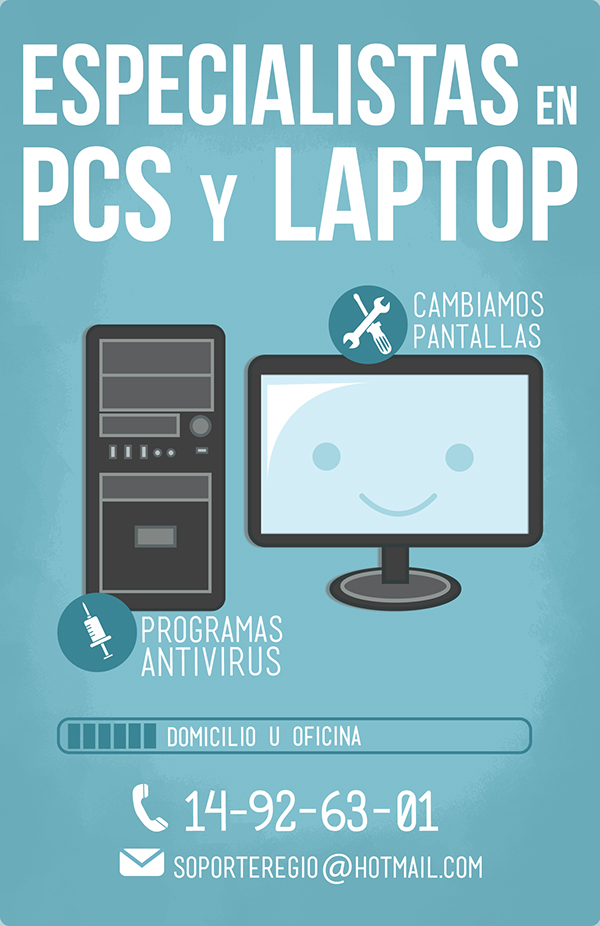 ESPECIALISTAS EN
PCS Y LAPTOP
CAMBIAMOS
PANTALLAS
PROGRAMAS
ANTIVIRUS
DOMICILIO U OFICINA
14-92-63-01
SOPORTEREGIO@HOTMAIL.COM